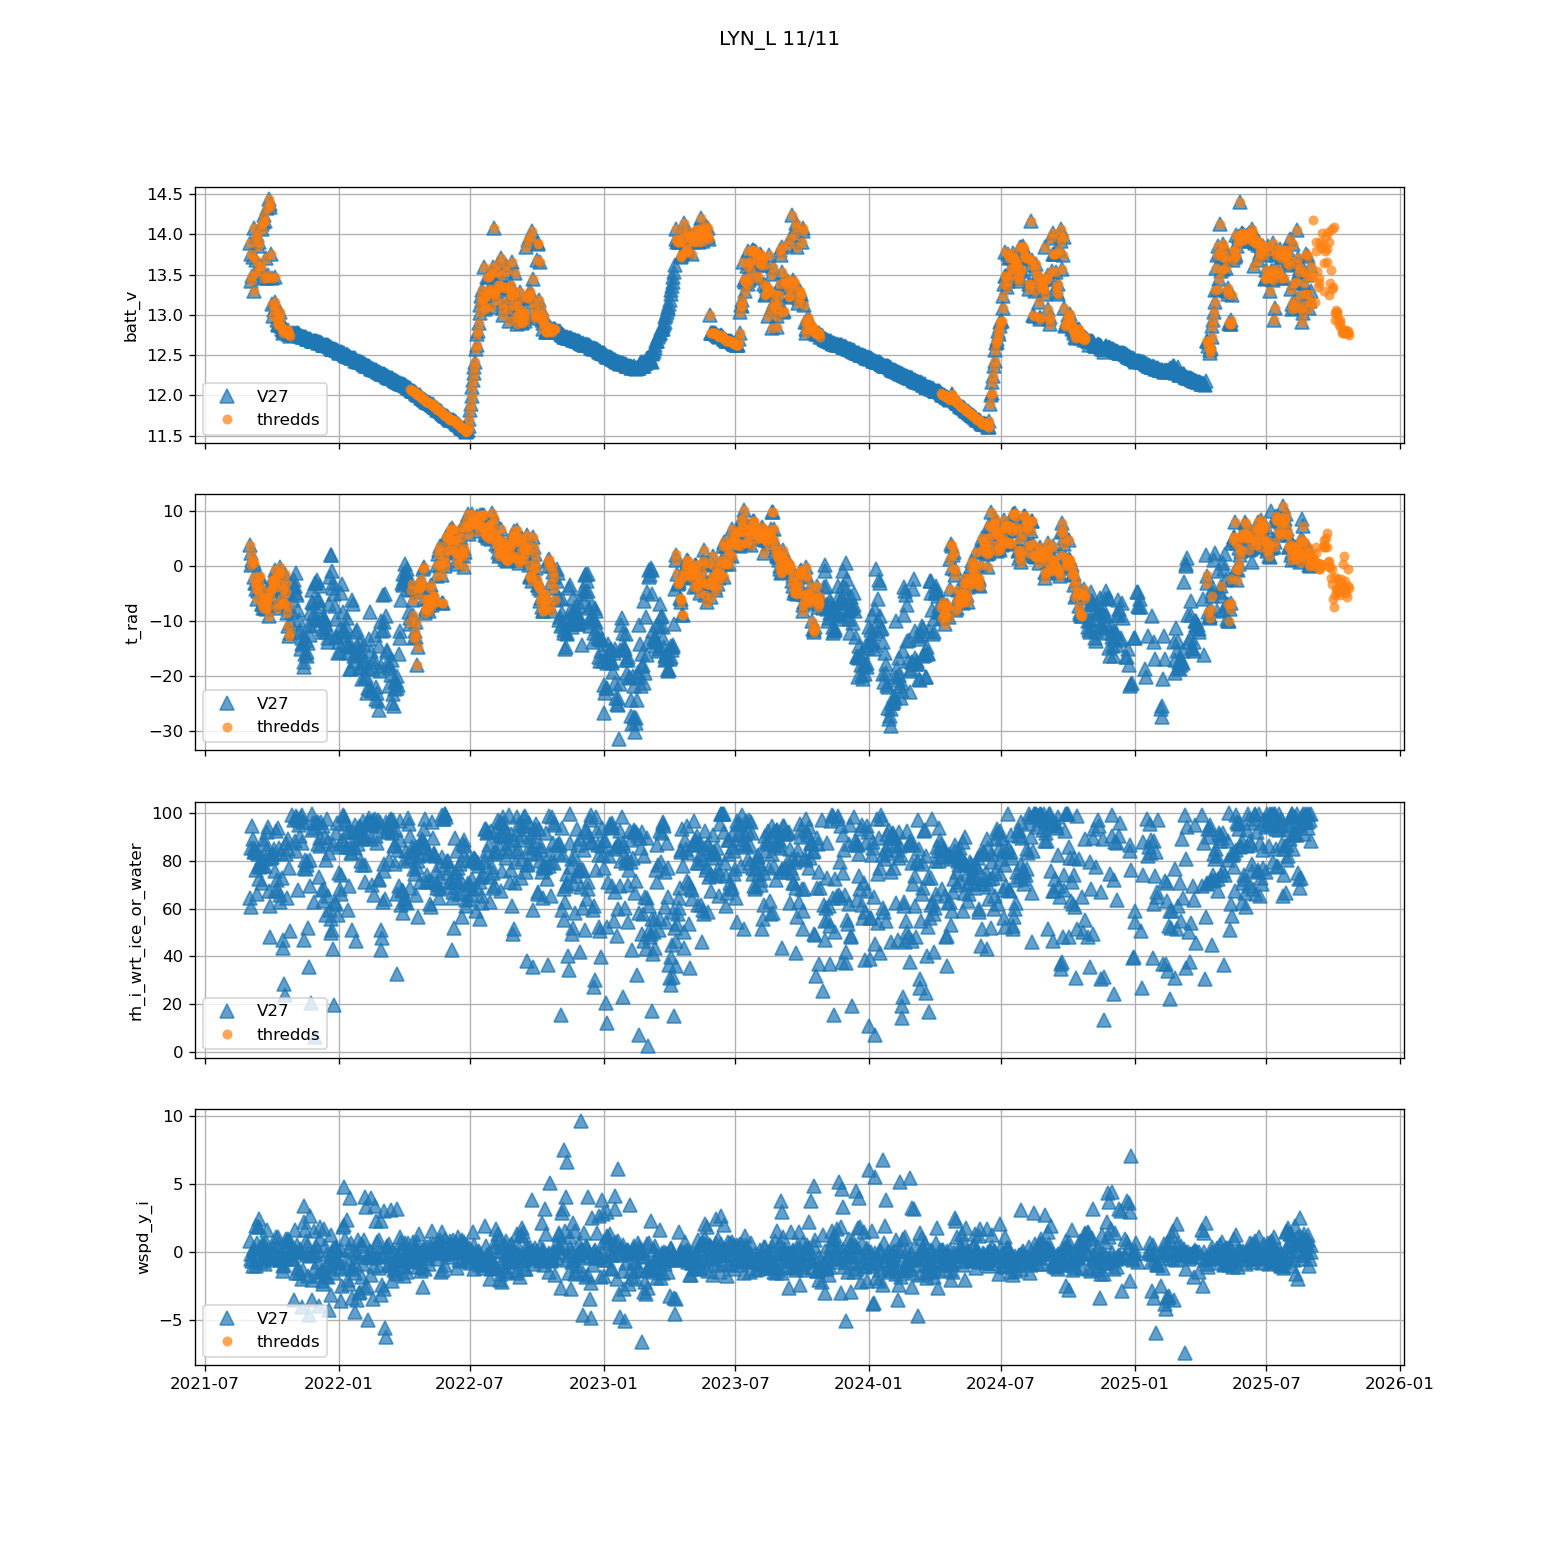 LYN_L 11/11
batt_v
14.5
14.0
13.5
13.0
12.5
12.0
11.5
V27
thredds
t_rad
10
0
−10
−20
−30
V27
thredds
rh_i_wrt_ice_or_water
100
80
60
40
20
0
V27
thredds
wspd_y_i
10
5
0
−5
V27
thredds
2021-07 2022-01 2022-07 2023-01 2023-07 2024-01 2024-07 2025-01 2025-07 2026-01